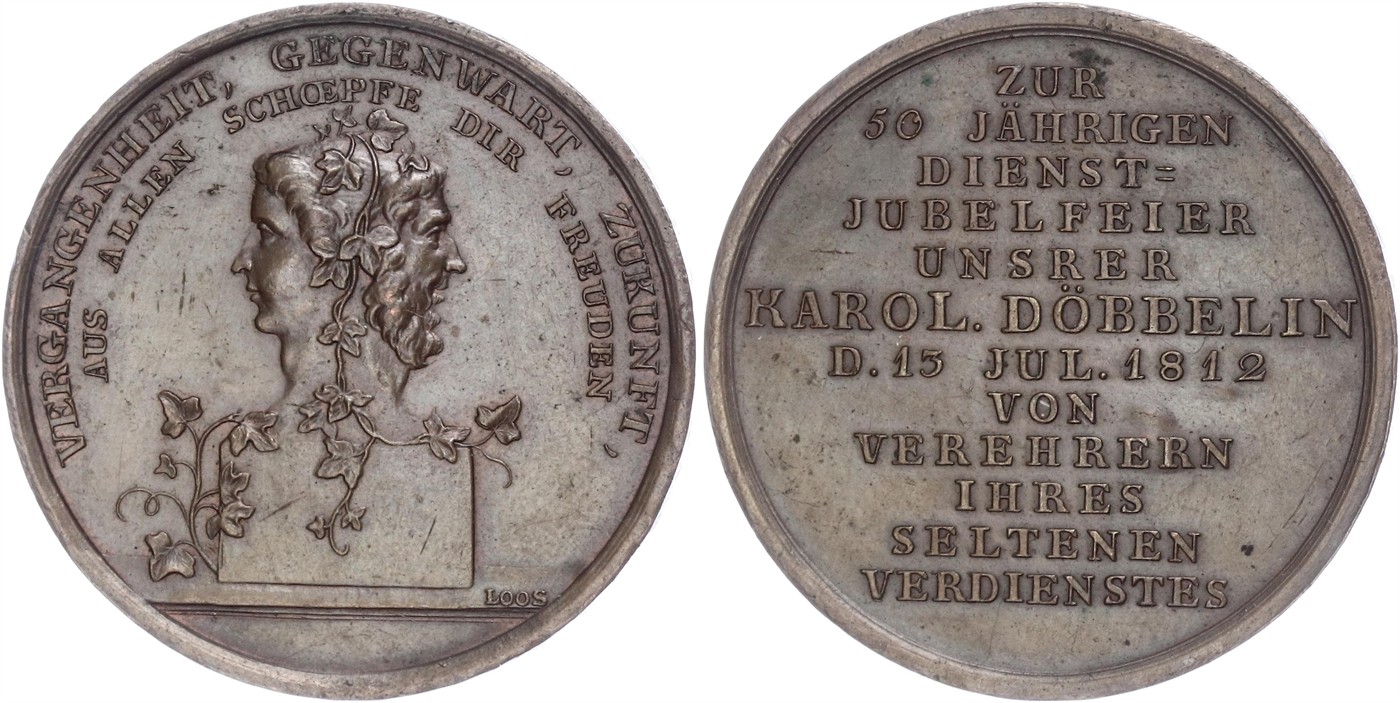 VERGANGENHEIT, GEGENWART, ZUKUNFT,
AUS ALLEN SCHŒPFE DIR FREUDEN
LOOS
ZUR
50 JÄHRIGEN
DIENST=
JUBELFEIER
UNSRER
KAROL. DÖBBELIN
D. 13 JUL. 1812
VON
VEREHRERN
IHRES
SELTENEN
VERDIENSTES